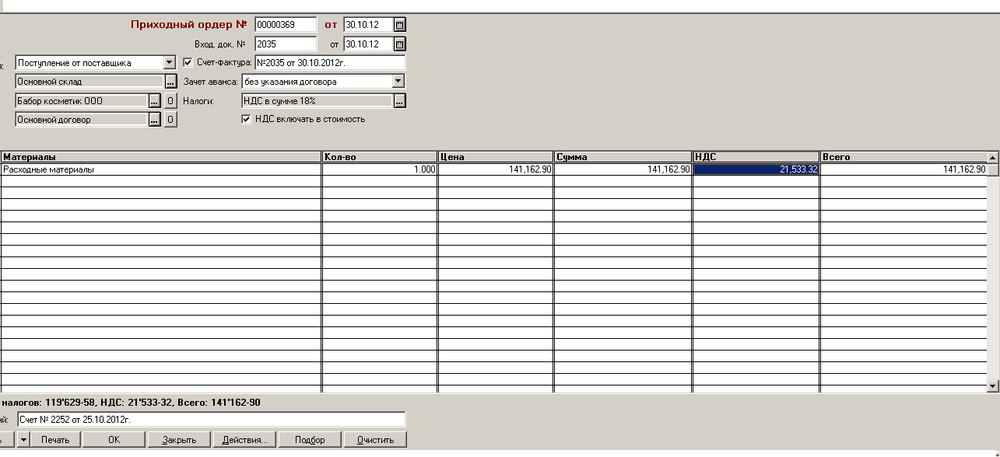 Приходный ордер № 00000369 от 30.10.12
Вход. док. № 2035 от 30.10.12
Поступление от поставщика Счет-фактура: №2035 от 30.10.2012г.
Основной склад ... Зачет аванса: без указания договора
Бабор косметик ООО ... 0 Налоги: НДС в сумме 18% ...
Основной договор ... 0 НДС включать в стоимость
Материалы Кол-во Цена Сумма НДС Всего
Расходные материалы 1.000 141,162.90 141,162.90 21,533.32 141,162.90
налогов: 119'629-58, НДС: 21'533-32, Всего: 141'162-90
Счет № 2252 от 25.10.2012г.
Печать OK Закрыть Действия... Подбор Очистить